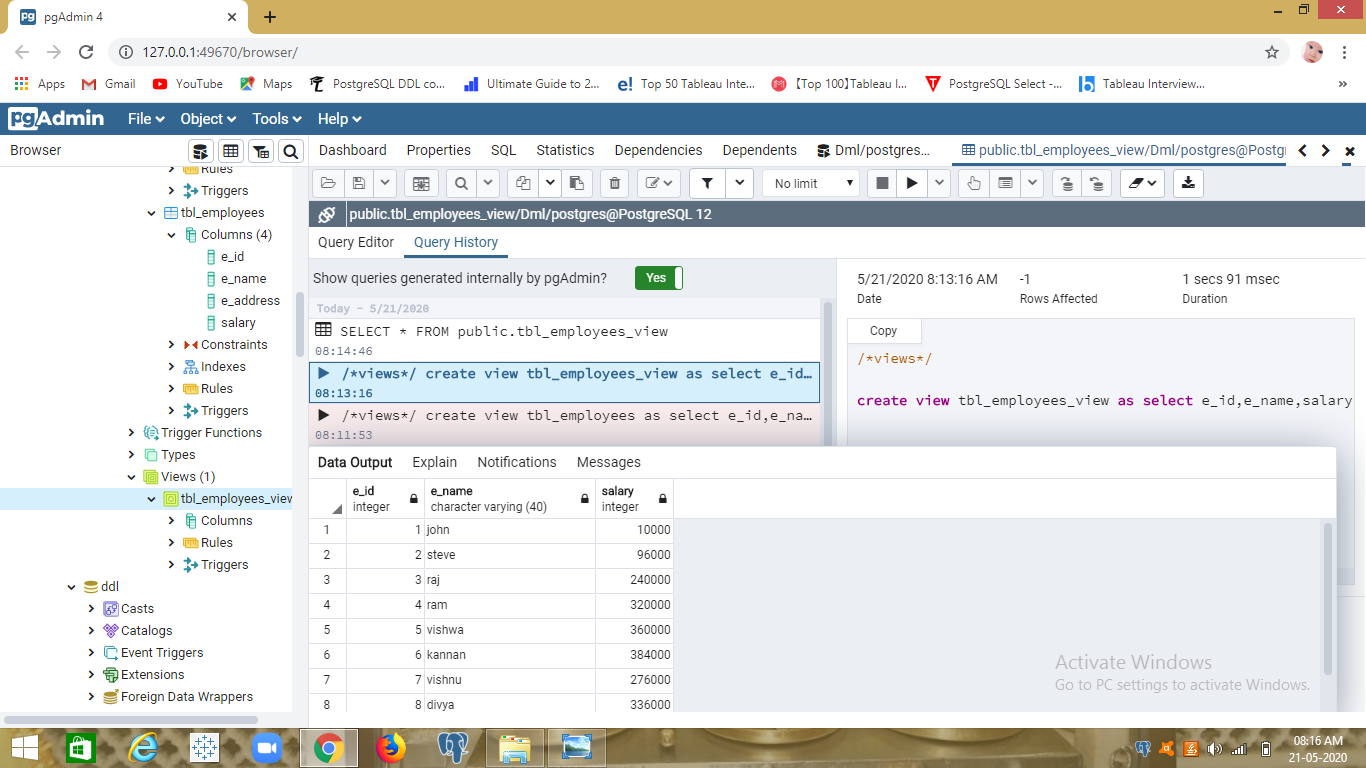 pgAdmin 4
127.0.0.1:49670/browser/
Apps Gmail YouTube Maps PostgreSQL DDL co... Ultimate Guide to 2... Top 50 Tableau Inte... 【Top 100】Tableau I... PostgreSQL Select -... Tableau Interview... »
pgAdmin File Object Tools Help
Browser
Dashboard Properties SQL Statistics Dependencies Dependents Dml/postgres... public.tbl_employees_view/Dml/postgres@Postg
No limit
public.tbl_employees_view/Dml/postgres@PostgreSQL 12
Query Editor Query History
Show queries generated internally by pgAdmin? Yes
Today - 5/21/2020
SELECT * FROM public.tbl_employees_view
08:14:46
/*views*/ create view tbl_employees_view as select e_id...
08:13:16
/*views*/ create view tbl_employees as select e_id,e_na...
08:11:53
5/21/2020 8:13:16 AM -1 1 secs 91 msec
Date Rows Affected Duration
Copy
/*views*/
create view tbl_employees_view as select e_id,e_name,salary
Rules
Triggers
tbl_employees
Columns (4)
e_id
e_name
e_address
salary
Constraints
Indexes
Rules
Triggers
Trigger Functions
Types
Views (1)
tbl_employees_view
Columns
Rules
Triggers
ddl
Casts
Catalogs
Event Triggers
Extensions
Foreign Data Wrappers
Data Output Explain Notifications Messages
e_id e_name salary
integer character varying (40) integer
1 1 john 10000
2 2 steve 96000
3 3 raj 240000
4 4 ram 320000
5 5 vishwa 360000
6 6 kannan 384000
7 7 vishnu 276000
8 8 divya 336000
Activate Windows
Go to PC settings to activate Windows.
08:16 AM
21-05-2020